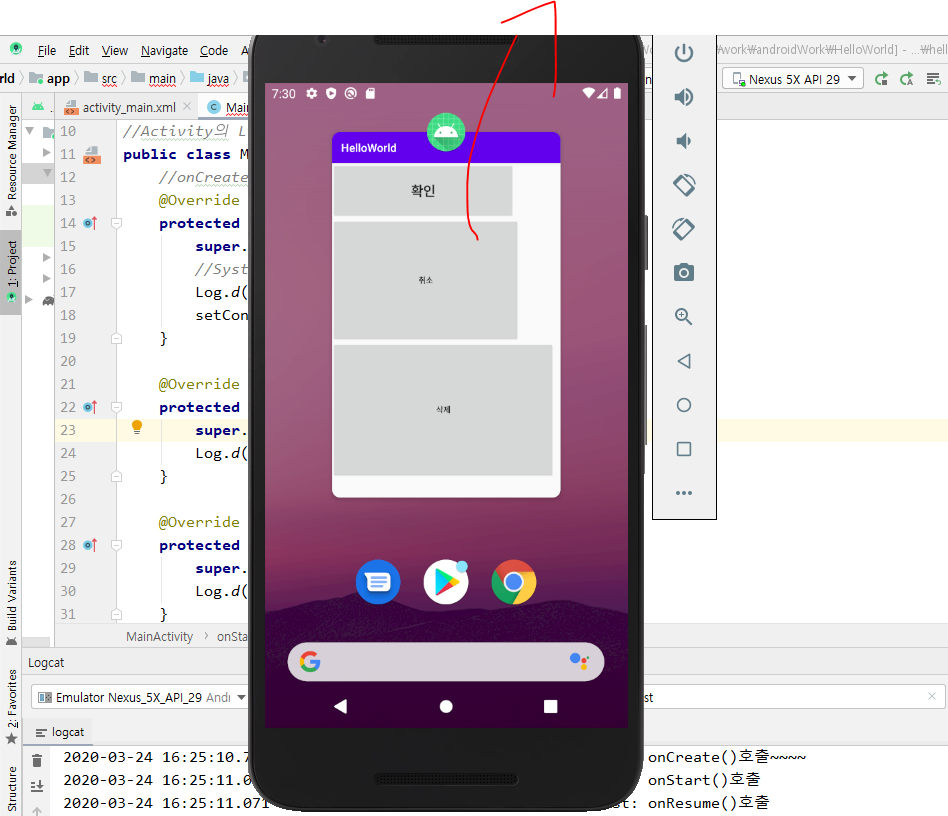 File Edit View Navigate Code A
₩work₩androidWork₩HelloWorld] - ...₩hell
rld app src main java
Nexus 5X API 29
activity_main.xml
Main
10 //Activity의 L
11 public class M
12 //onCreate
13 @Override
14 protected
15 super.
16 //Syst
17 Log.d(
18 setCon
19 }
20
21 @Override
22 protected
23 super.
24 Log.d(
25 }
26
27 @Override
28 protected
29 super.
30 Log.d(
31 }
MainActivity onSta
Resource Manager
1: Project
Build Variants
2: Favorites
Structure
7:30
HelloWorld
확인
취소
삭제
Logcat
Emulator Nexus_5X_API_29 Andr
st
logcat
2020-03-24 16:25:10.7 onCreate()호출~~~~
2020-03-24 16:25:11.0 onStart()호출
2020-03-24 16:25:11.071 st: onResume()호출